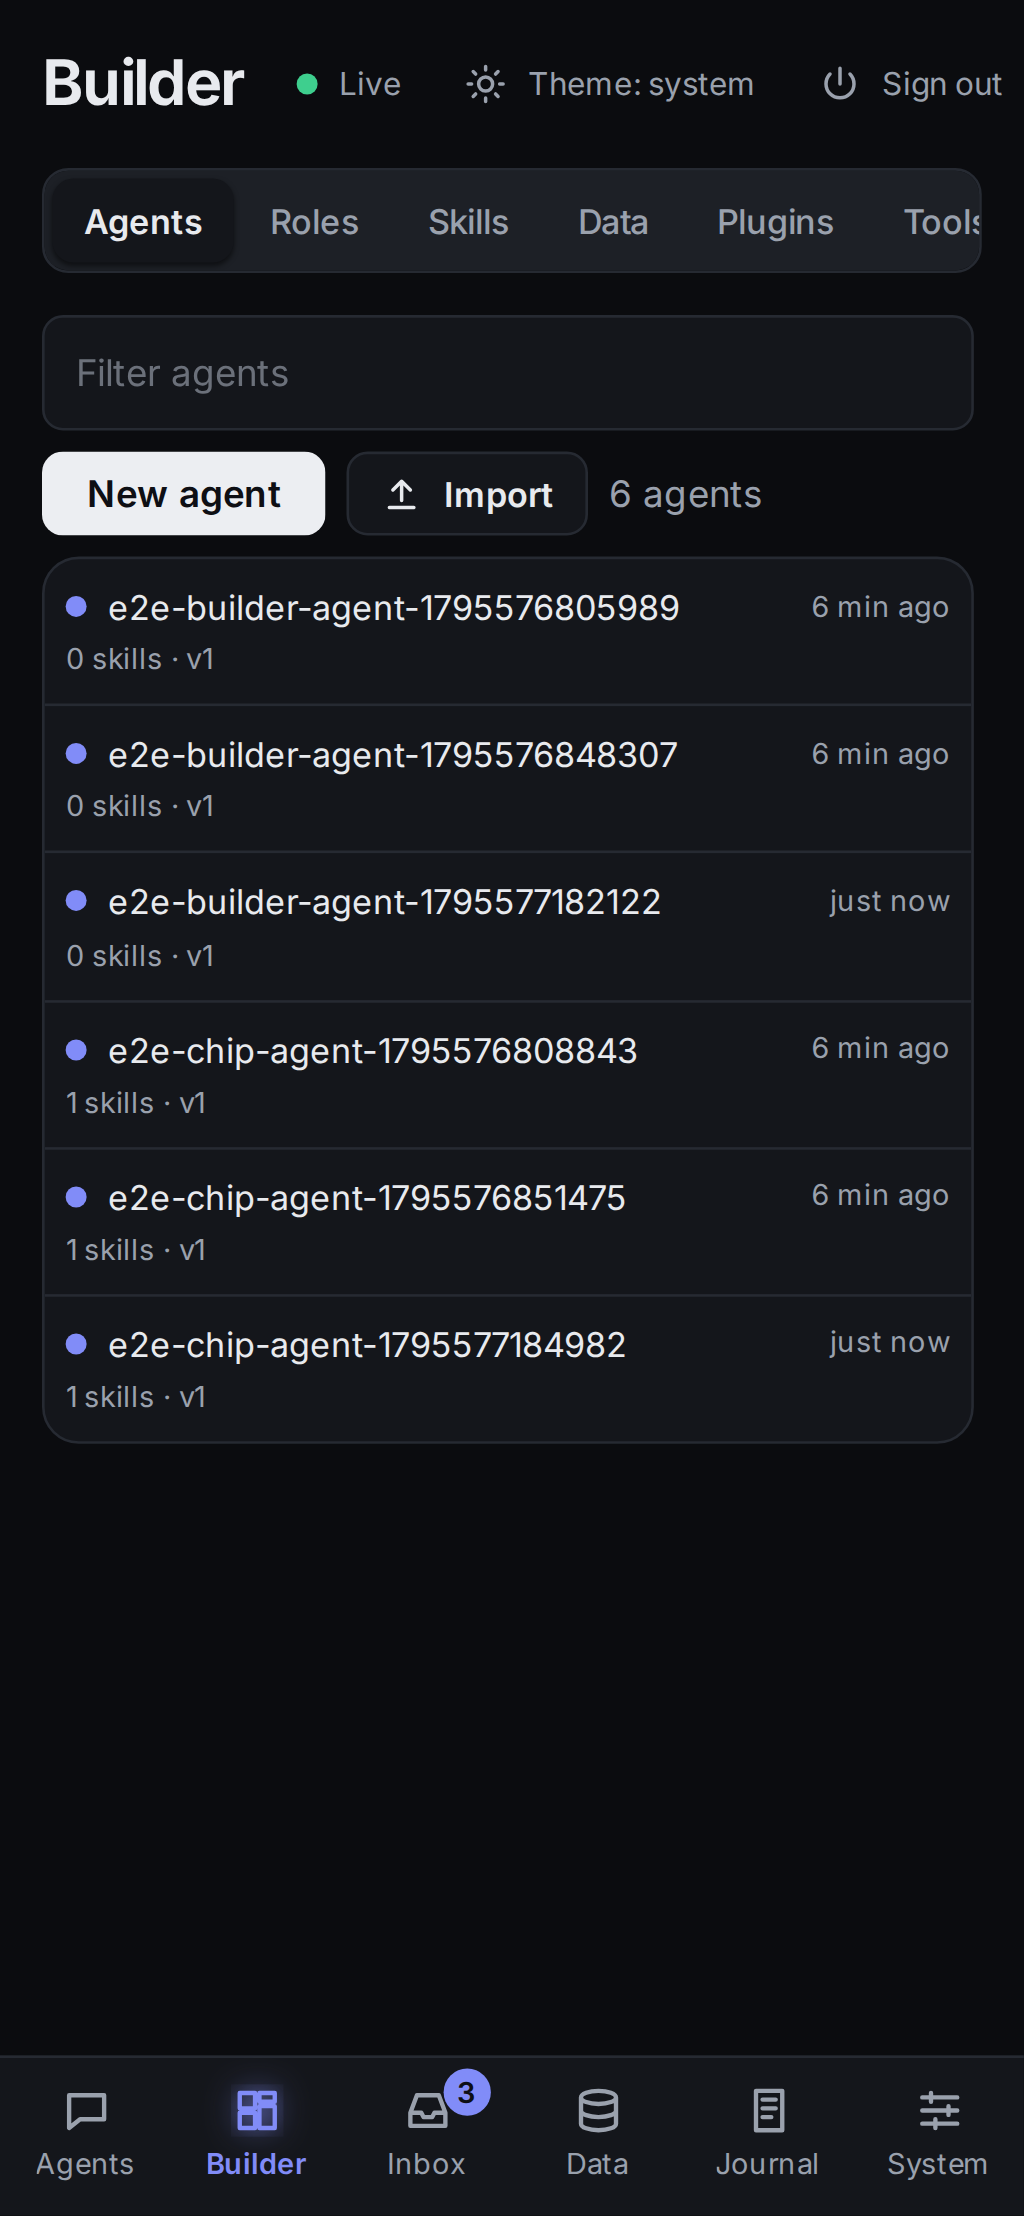 Builder Live Theme: system Sign out
Agents Roles Skills Data Plugins Tools
Filter agents
New agent Import 6 agents
e2e-builder-agent-1795576805989 6 min ago
0 skills · v1
e2e-builder-agent-1795576848307 6 min ago
0 skills · v1
e2e-builder-agent-1795577182122 just now
0 skills · v1
e2e-chip-agent-1795576808843 6 min ago
1 skills · v1
e2e-chip-agent-1795576851475 6 min ago
1 skills · v1
e2e-chip-agent-1795577184982 just now
1 skills · v1
3
Agents Builder Inbox Data Journal System